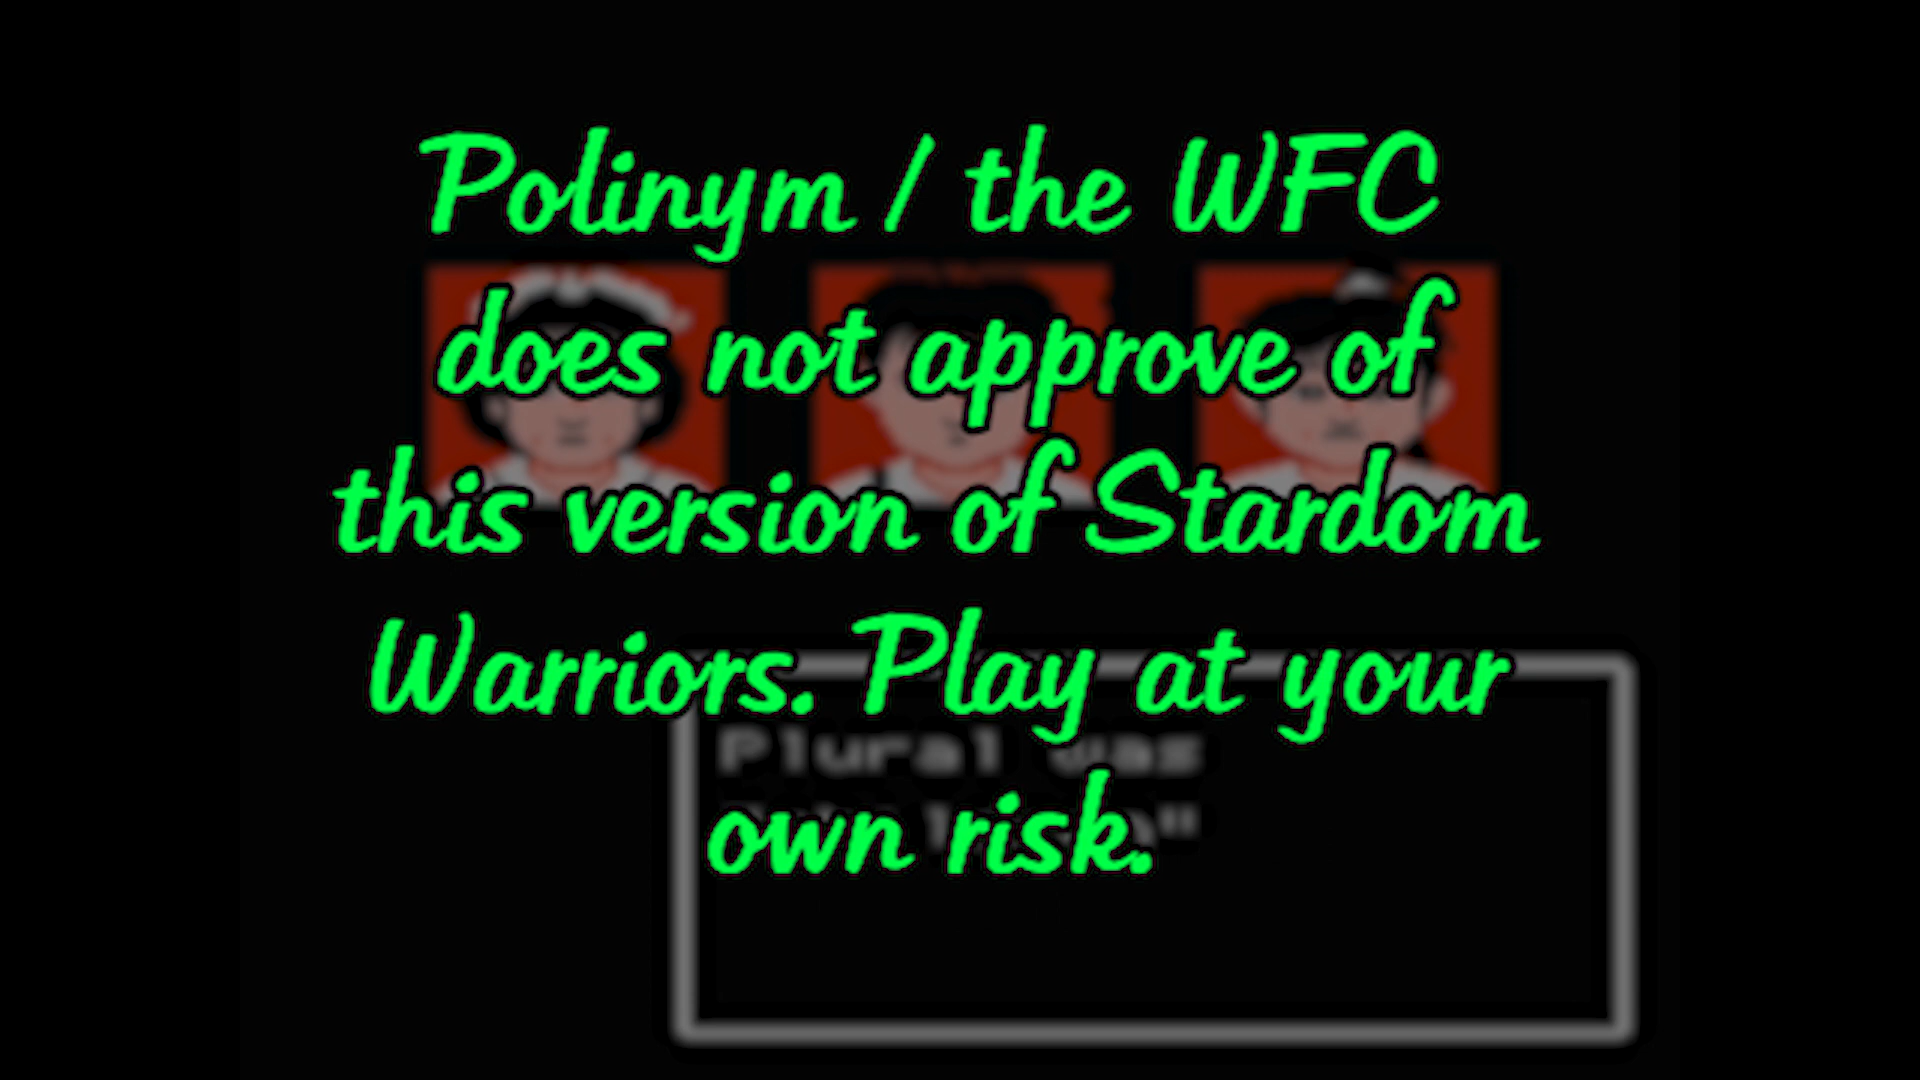 Polinym / the WFC
does not approve of
this version of Stardom
Warriors. Play at your
own risk.
Plural was